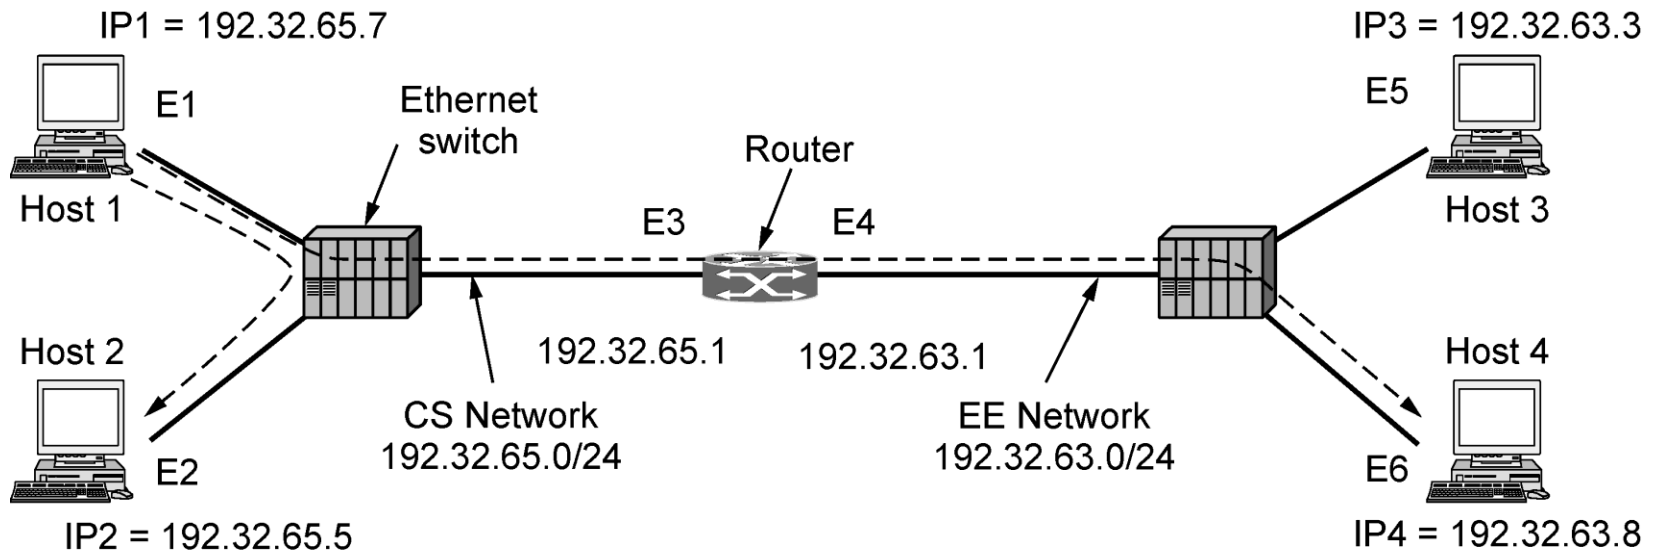 IP1 = 192.32.65.7
IP3 = 192.32.63.3
E1
Ethernet
switch
Router
E5
Host 1
E3
E4
Host 3
Host 2
192.32.65.1
192.32.63.1
Host 4
CS Network
192.32.65.0/24
EE Network
192.32.63.0/24
E2
E6
IP2 = 192.32.65.5
IP4 = 192.32.63.8